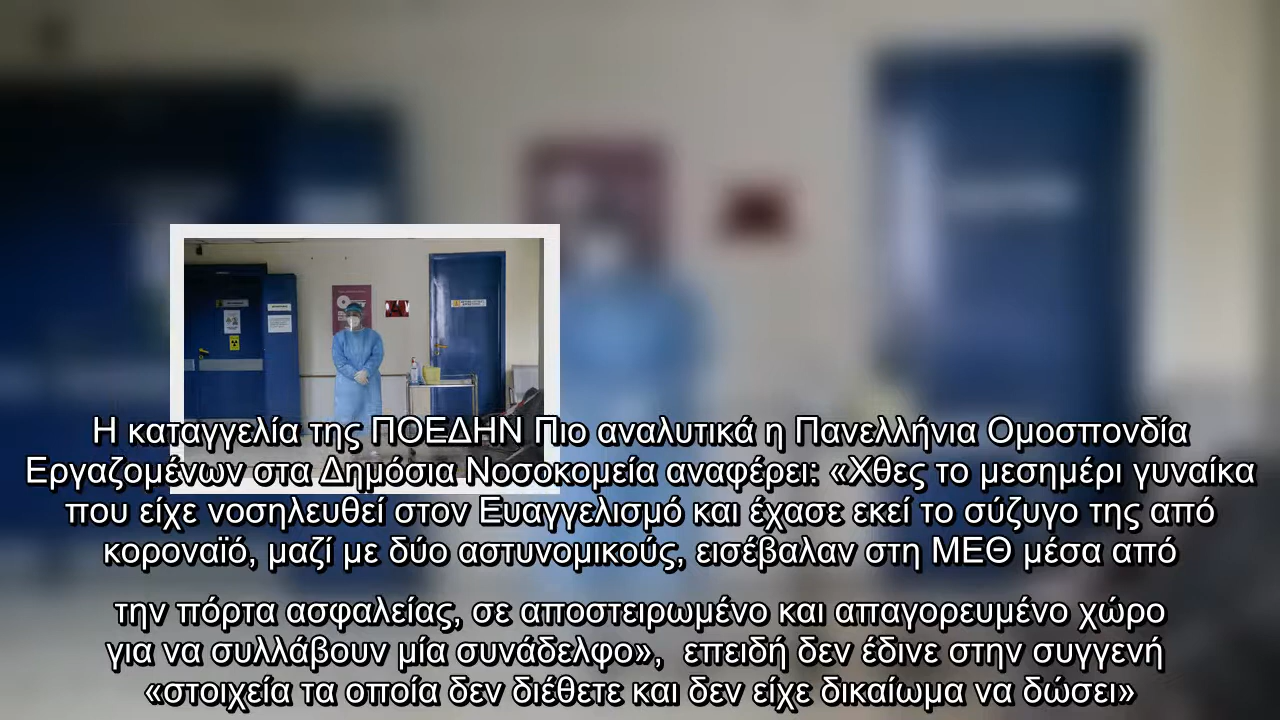 Η καταγγελία της ΠΟΕΔΗΝ Πιο αναλυτικά η Πανελλήνια Ομοσπονδία
Εργαζομένων στα Δημόσια Νοσοκομεία αναφέρει: «Χθες το μεσημέρι γυναίκα
που είχε νοσηλευθεί στον Ευαγγελισμό και έχασε εκεί το σύζυγο της από
κοροναϊό, μαζί με δύο αστυνομικούς, εισέβαλαν στη ΜΕΘ μέσα από
την πόρτα ασφαλείας, σε αποστειρωμένο και απαγορευμένο χώρο
για να συλλάβουν μία συνάδελφο», επειδή δεν έδινε στην συγγενή
«στοιχεία τα οποία δεν διέθετε και δεν είχε δικαίωμα να δώσει»